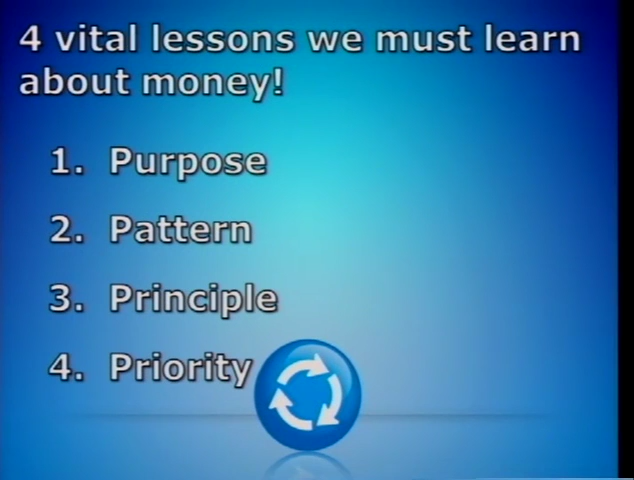 4 vital lessons we must learn
about money!
1. Purpose
2. Pattern
3. Principle
4. Priority